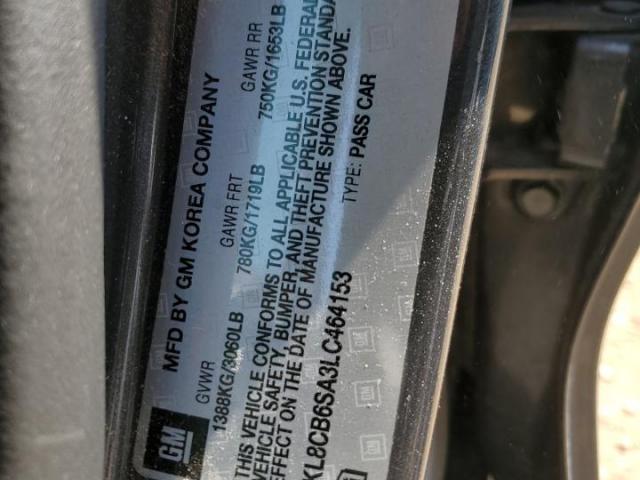 GM
MFD BY GM KOREA COMPANY
GVWR GAWR FRT GAWR RR
1388KG/3060LB 780KG/1719LB 750KG/1653LB
THIS VEHICLE CONFORMS TO ALL APPLICABLE U.S. FEDERAL
VEHICLE SAFETY, BUMPER, AND THEFT PREVENTION
EFFECT ON THE DATE OF MANUFACTURE SHOWN ABOVE.
KL8CB6SA3LC464153 TYPE: PASS CAR